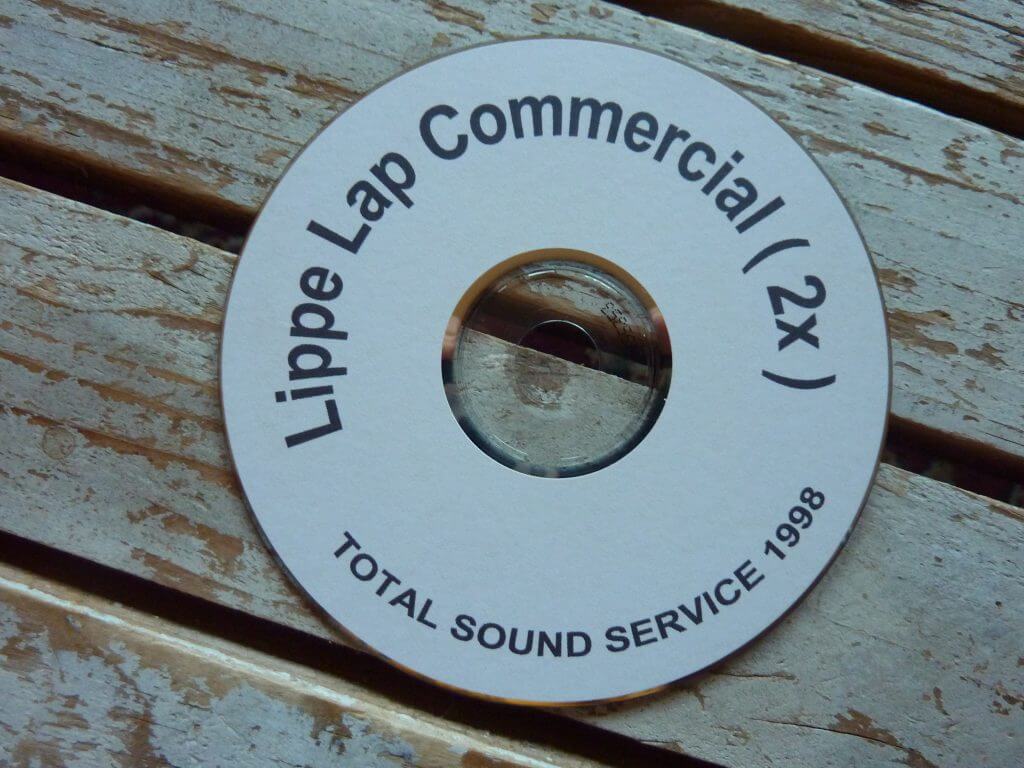 Lippe Lap Commercial ( 2x )
TOTAL SOUND SERVICE 1998